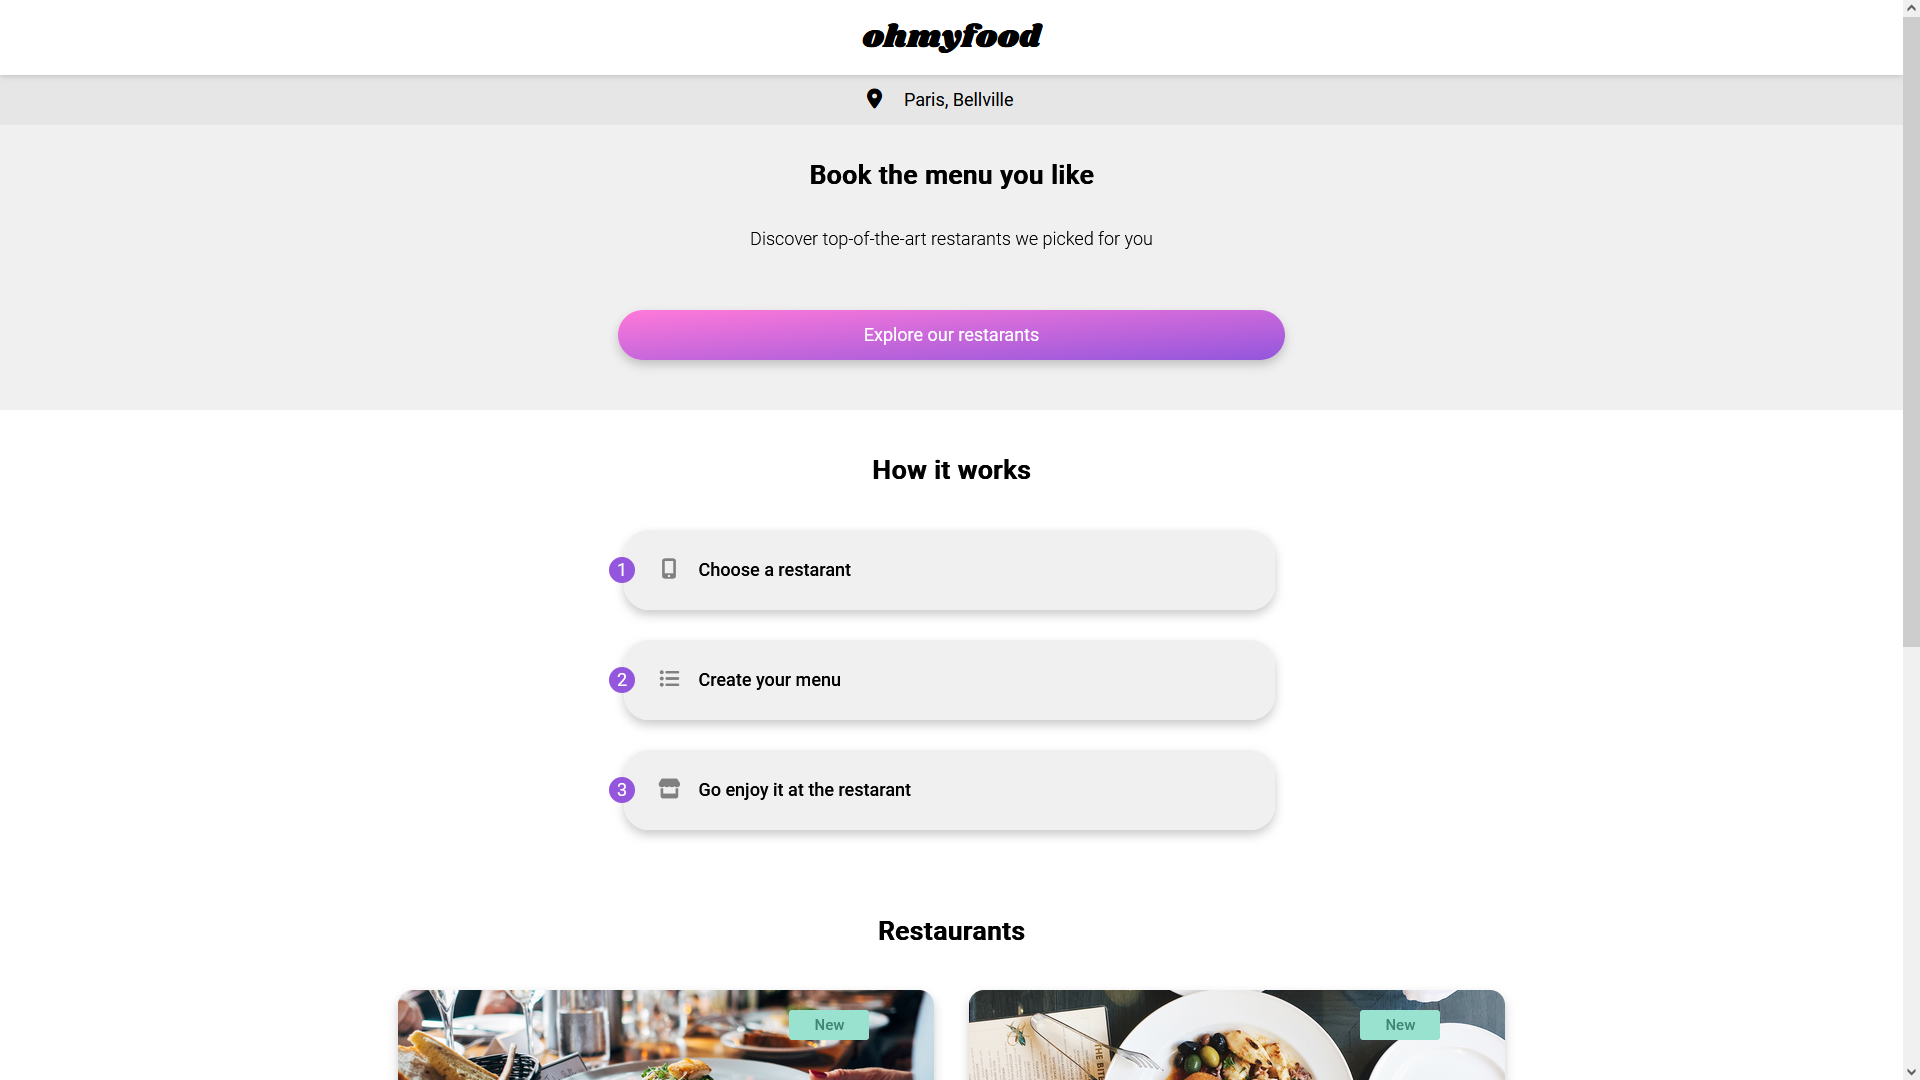 ohmyfood
Paris, Bellville
Book the menu you like
Discover top-of-the-art restarants we picked for you
Explore our restarants
How it works
1 Choose a restarant
2 Create your menu
3 Go enjoy it at the restarant
Restaurants
New
New
THE BITE